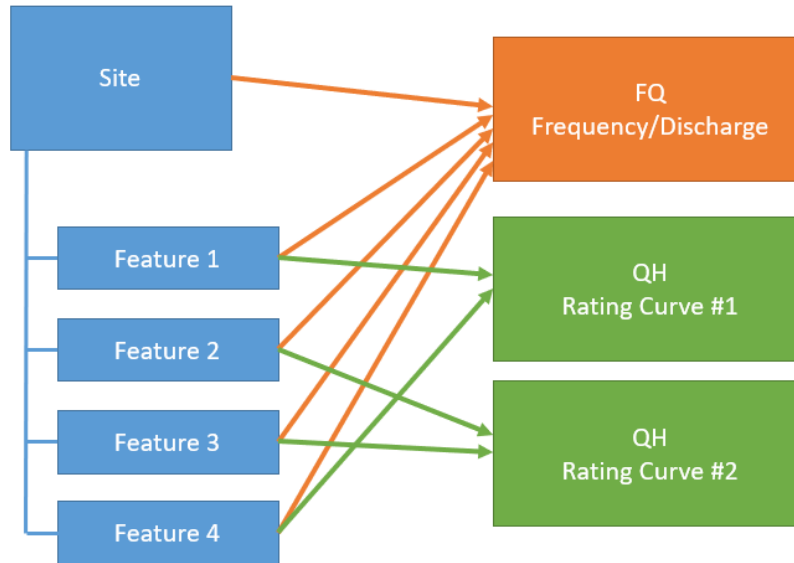 Site
FQ
Frequency/Discharge
Feature 1
QH
Rating Curve #1
Feature 2
Feature 3
QH
Rating Curve #2
Feature 4